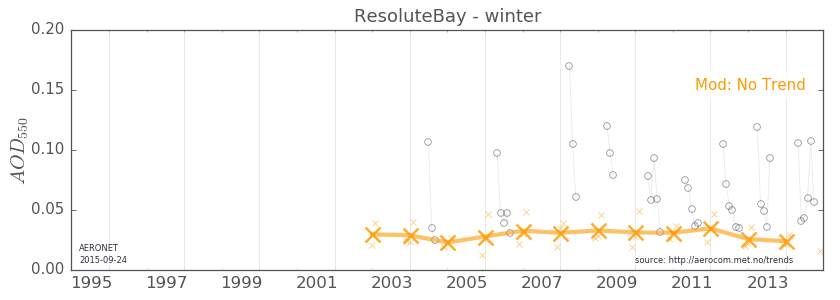 ResoluteBay - winter
0.20
0.15
0.10
0.05
0.00
AOD550
Mod: No Trend
AERONET
2015-09-24
source: http://aerocom.met.no/trends
1995 1997 1999 2001 2003 2005 2007 2009 2011 2013